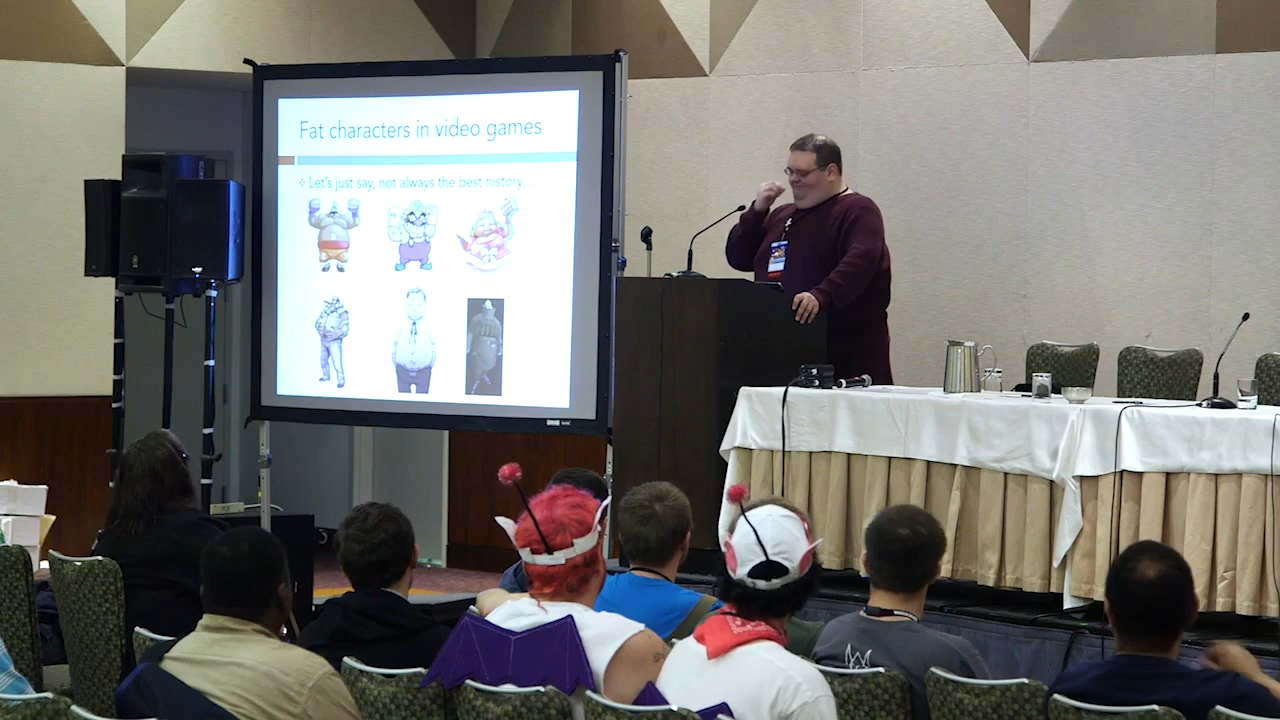 Fat characters in video games
Let's just say, not always the best history